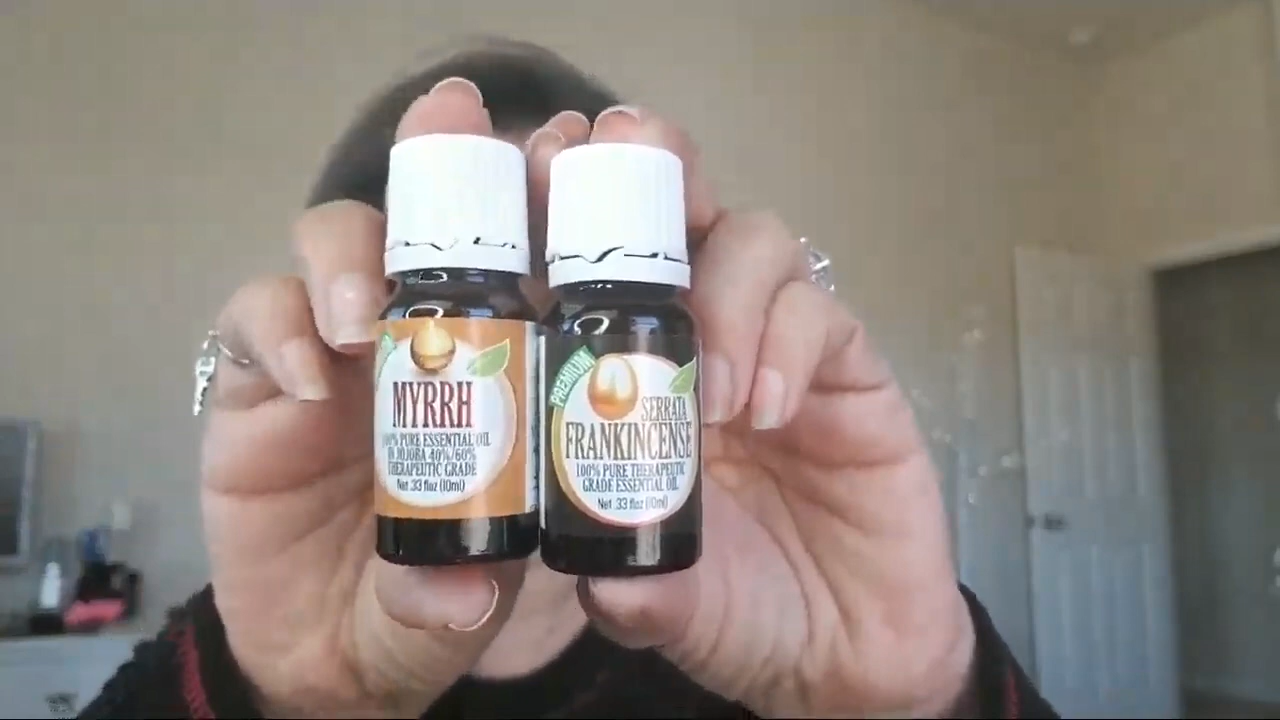 MYRRH
100% PURE ESSENTIAL OIL
IN JOJOBA 40%/60%
THERAPEUTIC GRADE
Net .33 floz (10ml)
PREMIUM
SERRATA
FRANKINCENSE
100% PURE THERAPEUTIC
GRADE ESSENTIAL OIL
Net .33 floz (10ml)